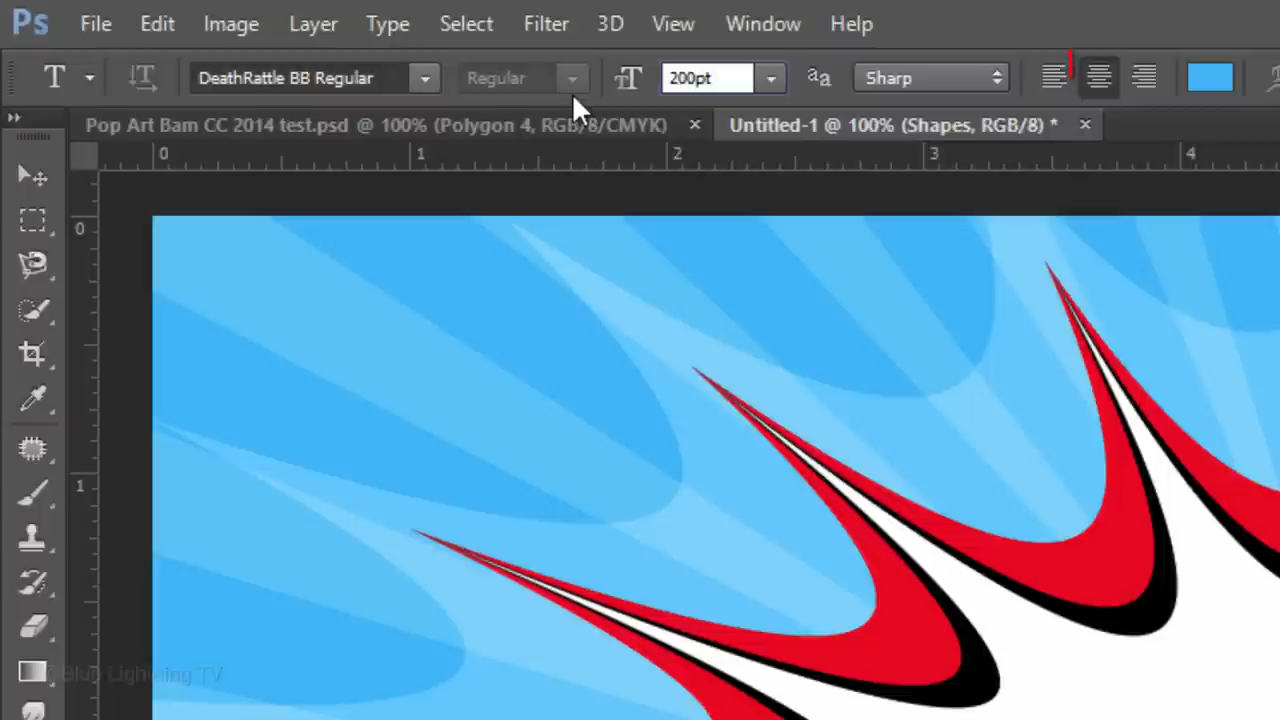 Ps File Edit Image Layer Type Select Filter 3D View Window Help
T DeathRattle BB Regular Regular 200pt aa Sharp
Pop Art Bam CC 2014 test.psd @ 100% (Polygon 4, RGB/8/CMYK) × Untitled-1 @ 100% (Shapes, RGB/8) * ×
0 1 2 3 4
0
1
©Blue Lightning TV